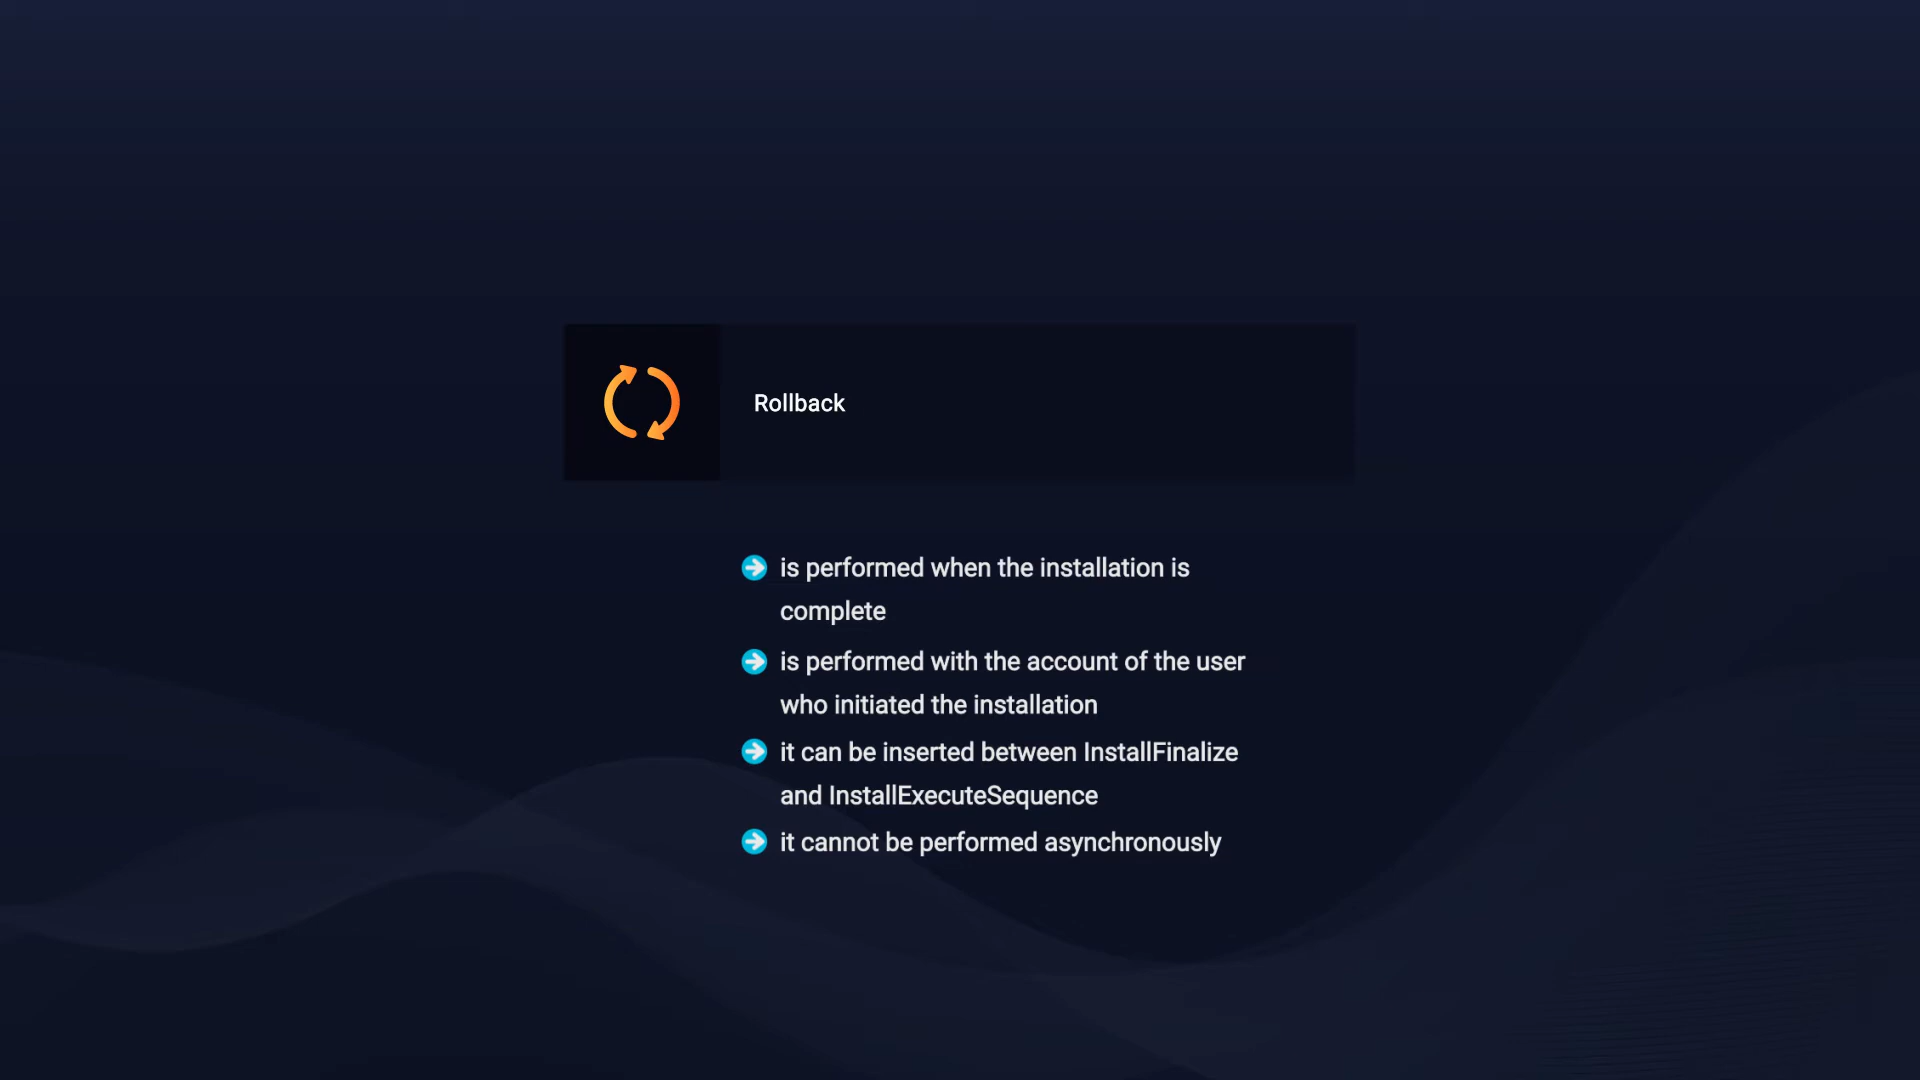 Rollback
is performed when the installation is
complete
is performed with the account of the user
who initiated the installation
it can be inserted between InstallFinalize
and InstallExecuteSequence
it cannot be performed asynchronously